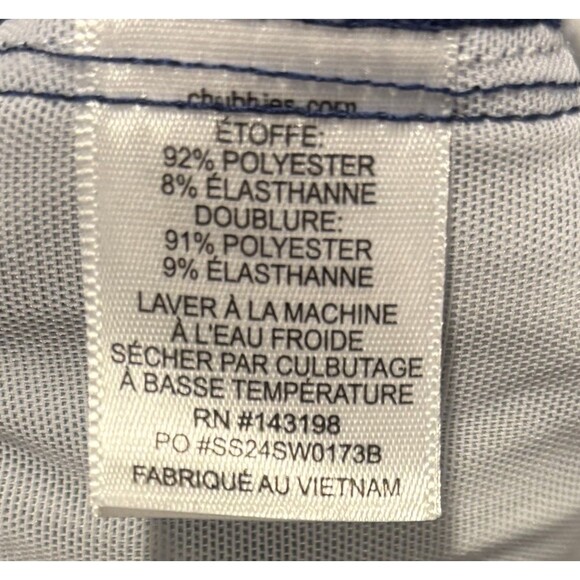 chubbies.com
ÉTOFFE:
92% POLYESTER
8% ÉLASTHANNE
DOUBLURE:
91% POLYESTER
9% ÉLASTHANNE
LAVER À LA MACHINE
À L'EAU FROIDE
SÉCHER PAR CULBUTAGE
À BASSE TEMPÉRATURE
RN #143198
PO #SS24SW0173B
FABRIQUÉ AU VIETNAM